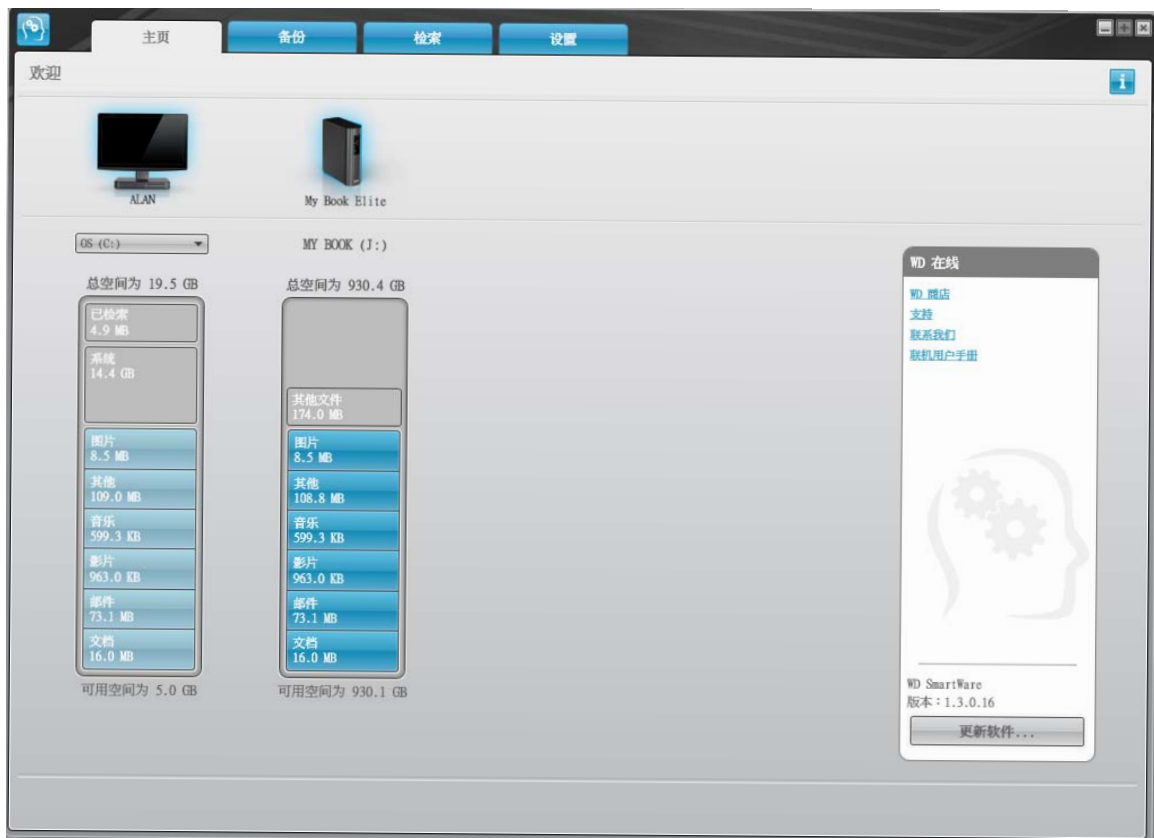 主页
备份
检索
设置
欢迎
ALAN
My Book Elite
OS (C:)
MY BOOK (J:)
总空间为 19.5 GB
已检索
4.9 MB
系统
14.4 GB
图片
8.5 MB
其他
109.0 MB
音乐
599.3 KB
影片
963.0 KB
邮件
73.1 MB
文档
16.0 MB
可用空间为 5.0 GB
总空间为 930.4 GB
其他文件
174.0 MB
图片
8.5 MB
其他
108.8 MB
音乐
599.3 KB
影片
963.0 KB
邮件
73.1 MB
文档
16.0 MB
可用空间为 930.1 GB
WD 在线
WD 商店
支持
联系我们
联机用户手册
WD SmartWare
版本：1.3.0.16
更新软件...